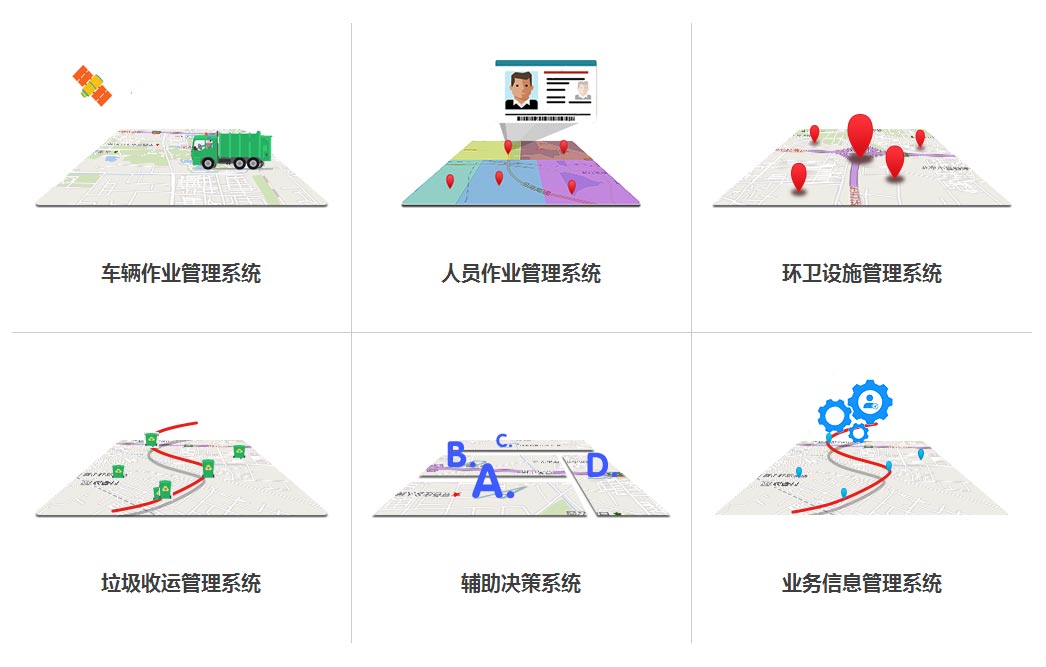 车辆作业管理系统
人员作业管理系统
环卫设施管理系统
C.
B.
A.
D.
垃圾收运管理系统
辅助决策系统
业务信息管理系统